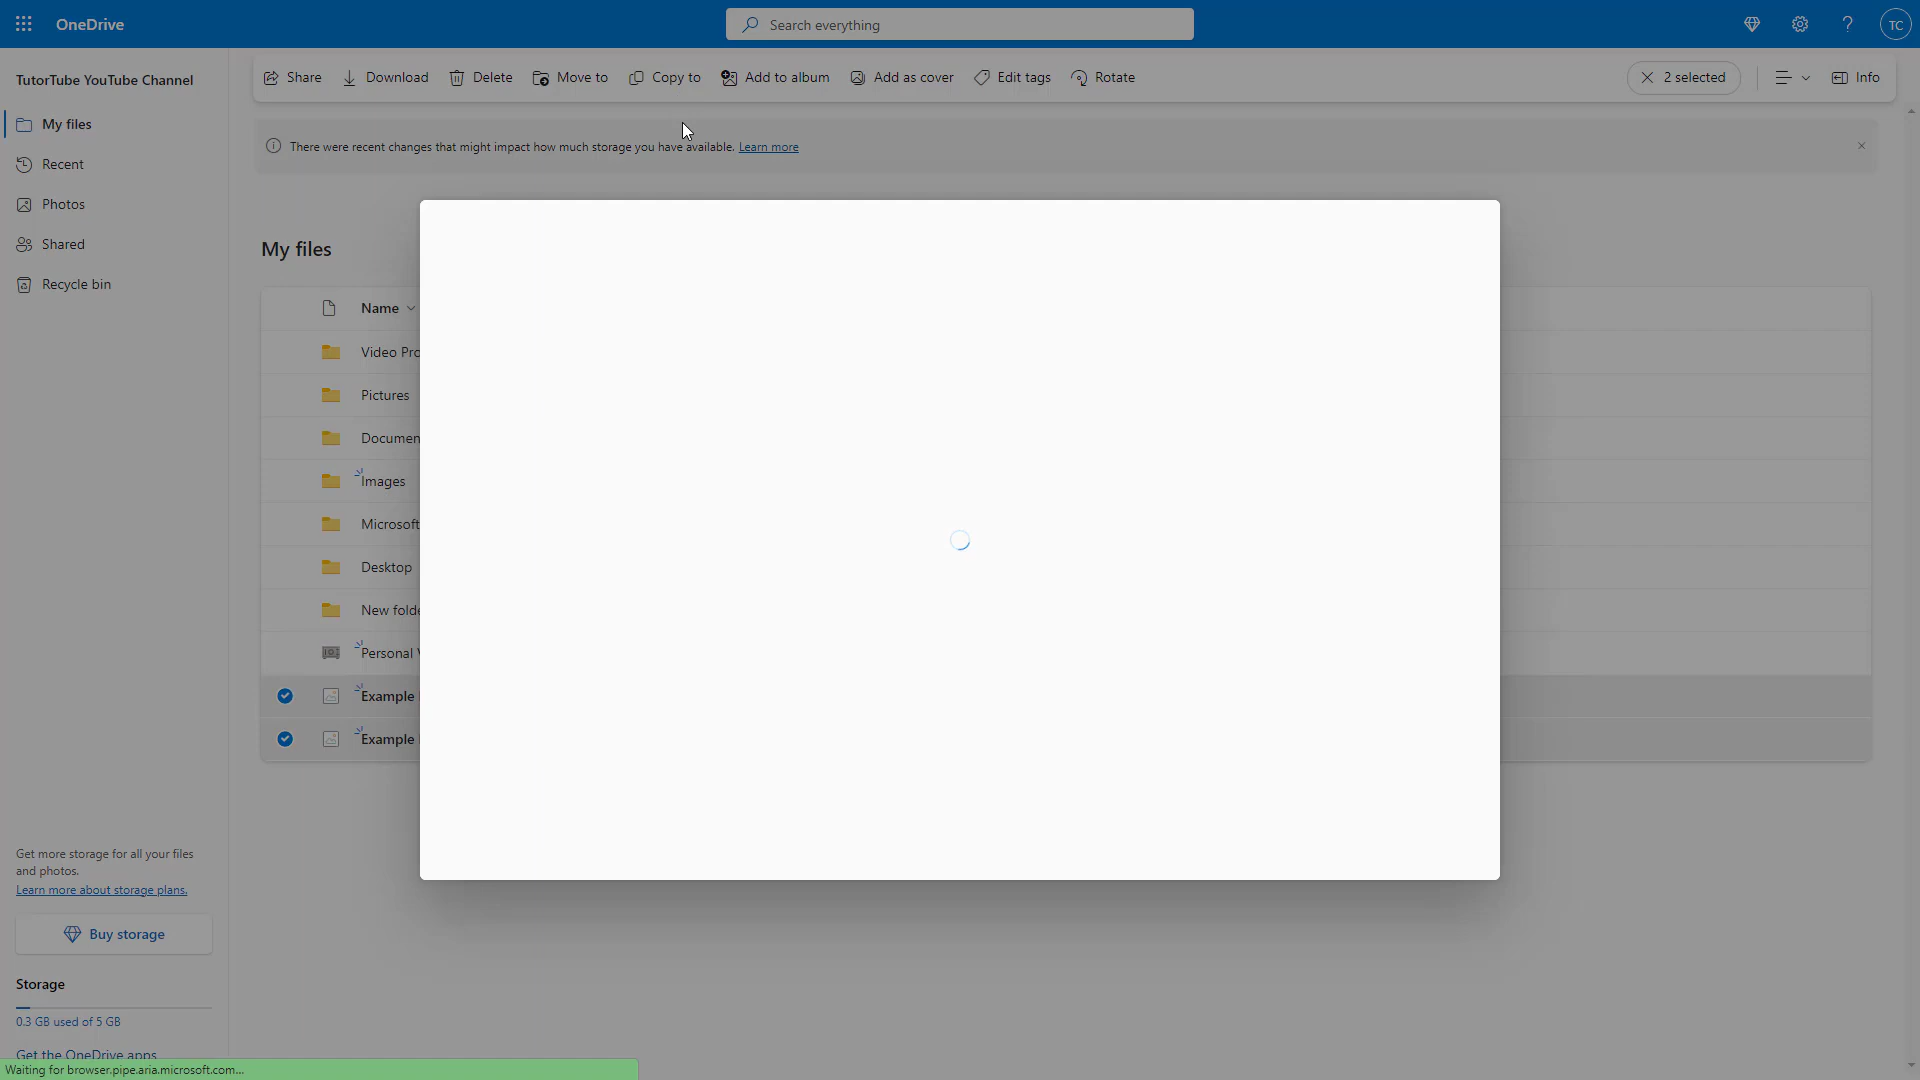 OneDrive
Search everything
TC
TutorTube YouTube Channel
Share
Download
Delete
Move to
Copy to
Add to album
Add as cover
Edit tags
Rotate
2 selected
Info
My files
Recent
Photos
Shared
Recycle bin
There were recent changes that might impact how much storage you have available. Learn more
My files
Name
Video Pro
Pictures
Documen
Images
Microsoft
Desktop
New folde
Personal V
Example
Example
Get more storage for all your files
and photos.
Learn more about storage plans.
Buy storage
Storage
0.3 GB used of 5 GB
Get the OneDrive apps
Waiting for browser.pipe.aria.microsoft.com...